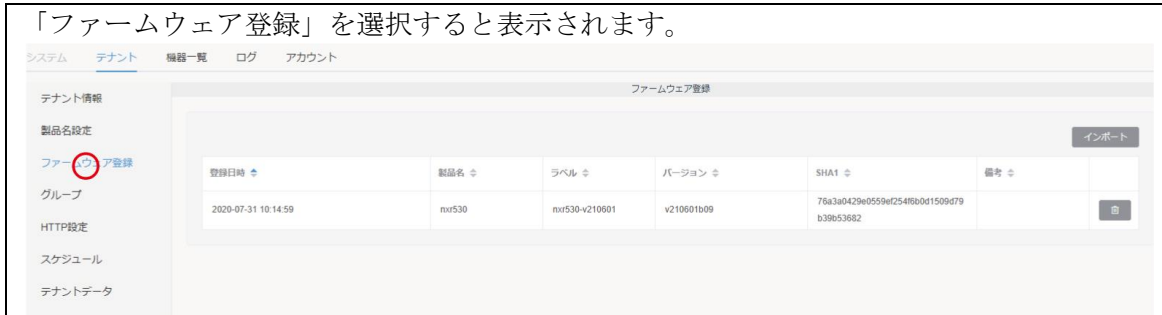 「ファームウェア登録」を選択すると表示されます。
システム テナント 機器一覧 ログ アカウント
ファームウェア登録
テナント情報
製品名設定
インポート
ファームウェア登録
登録日時 製品名 ラベル バージョン SHA1 備考
グループ
2020-07-31 10:14:59 nxr530 nxr530-v210601 v210601b09 76a3a0429e0559ef254f6b0d1509d79
b39b53682
HTTP設定
スケジュール
テナントデータ